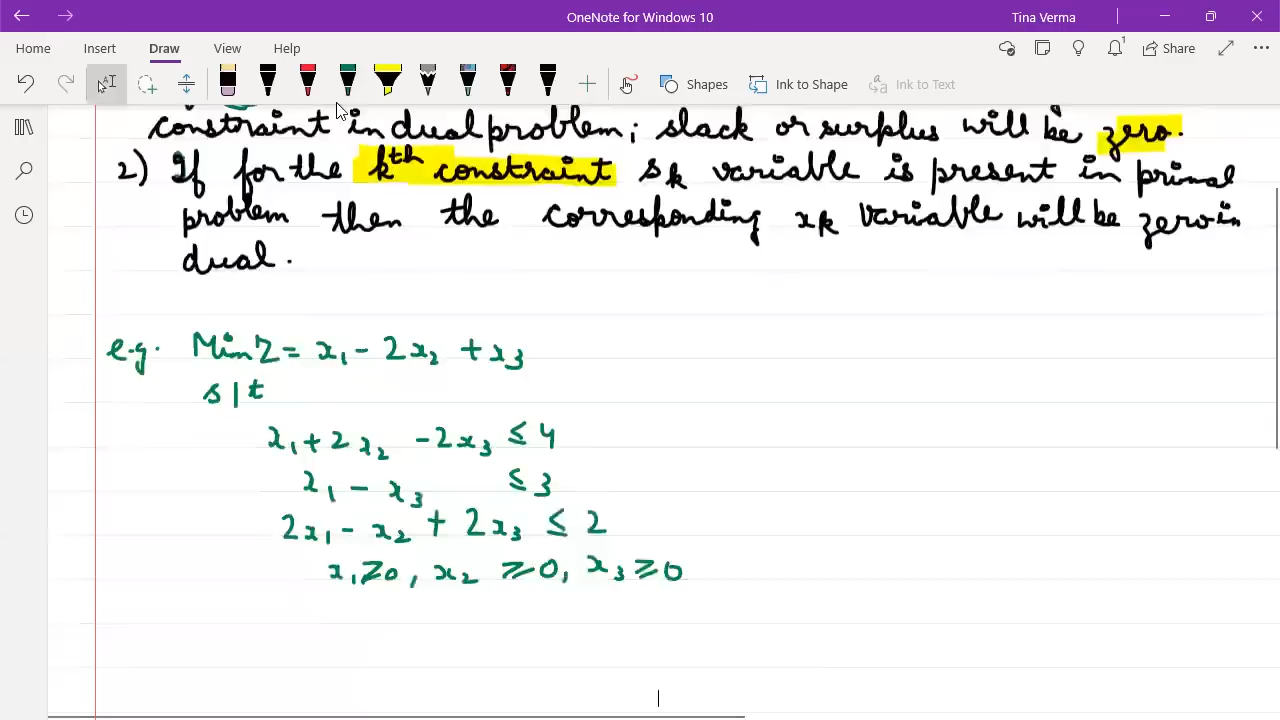 OneNote for Windows 10
Tina Verma
Home Insert Draw View Help
1
Share
Shapes Ink to Shape Ink to Text
constraint in dual problem; slack or surplus will be zero.
2) If for the kth constraint sk variable is present in primal
problem then the corresponding xk variable will be zero in
dual.
e.g. Min Z = x₁ - 2x₂ + x₃
s|t
x₁ + 2x₂ - 2x₃ ≤ 4
x₁ - x₃ ≤ 3
2x₁ - x₂ + 2x₃ ≤ 2
x₁ ≥ 0, x₂ ≥ 0, x₃ ≥ 0